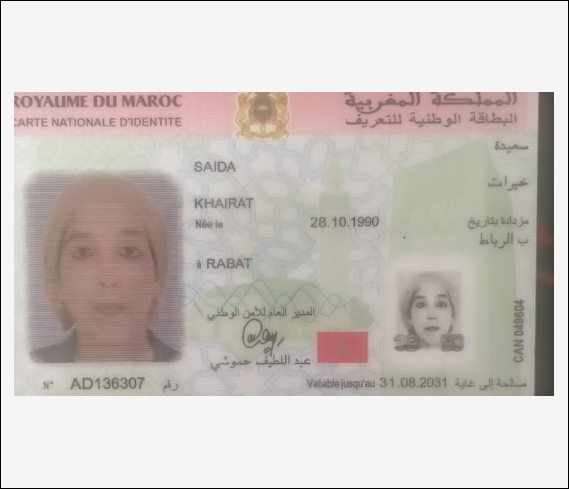 ROYAUME DU MAROC
المملكة المغربية
CARTE NATIONALE D'IDENTITE
البطاقة الوطنية للتعريف
SAIDA
سعيدة
KHAIRAT
خيرات
Née le 28.10.1990
مزدادة بتاريخ
à RABAT
ب الرباط
المدير العام للأمن الوطني
عبد اللطيف حموشي
CAN 049604
N° AD136307 رقم
Valable jusqu'au 31.08.2031 صالحة إلى غاية